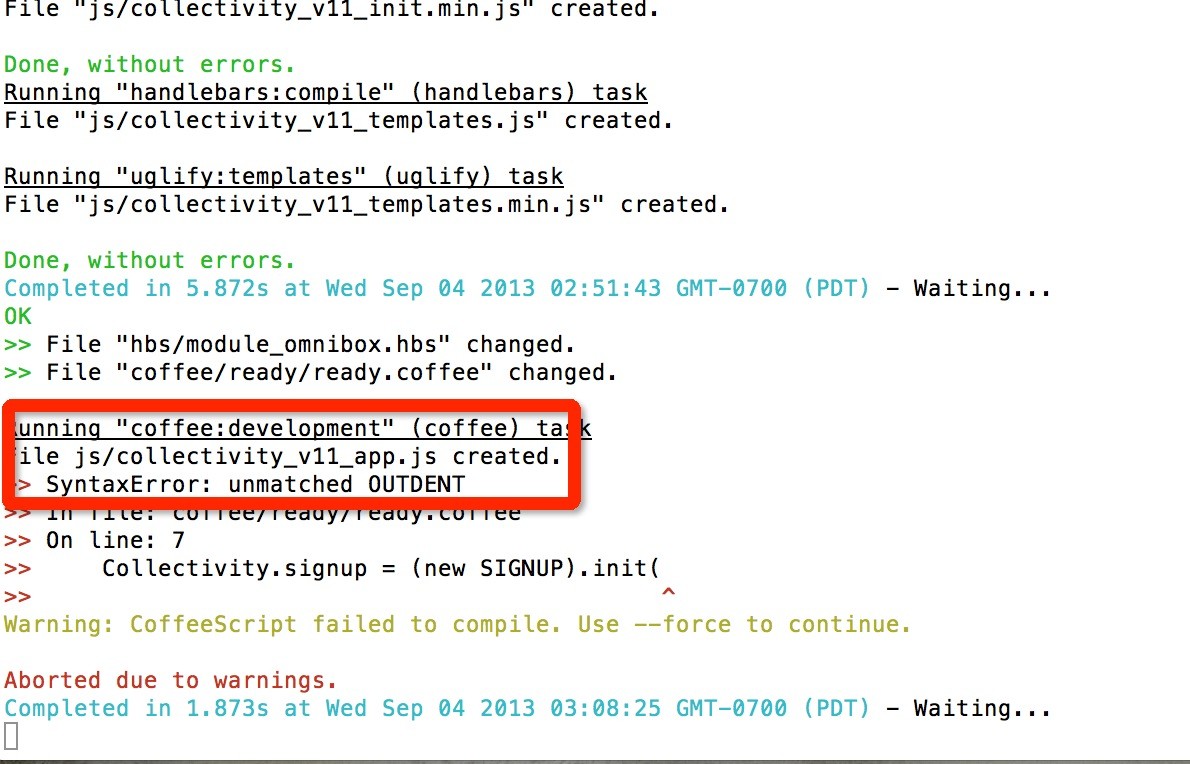 File "js/collectivity_v11_init.min.js" created.
Done, without errors.
Running "handlebars:compile" (handlebars) task
File "js/collectivity_v11_templates.js" created.
Running "uglify:templates" (uglify) task
File "js/collectivity_v11_templates.min.js" created.
Done, without errors.
Completed in 5.872s at Wed Sep 04 2013 02:51:43 GMT-0700 (PDT) - Waiting...
OK
>> File "hbs/module_omnibox.hbs" changed.
>> File "coffee/ready/ready.coffee" changed.
Running "coffee:development" (coffee) task
File js/collectivity_v11_app.js created.
>> SyntaxError: unmatched OUTDENT
>> In file: coffee/ready/ready.coffee
>> On line: 7
>>     Collectivity.signup = (new SIGNUP).init(
>>                                             ^
Warning: CoffeeScript failed to compile. Use --force to continue.
Aborted due to warnings.
Completed in 1.873s at Wed Sep 04 2013 03:08:25 GMT-0700 (PDT) - Waiting...